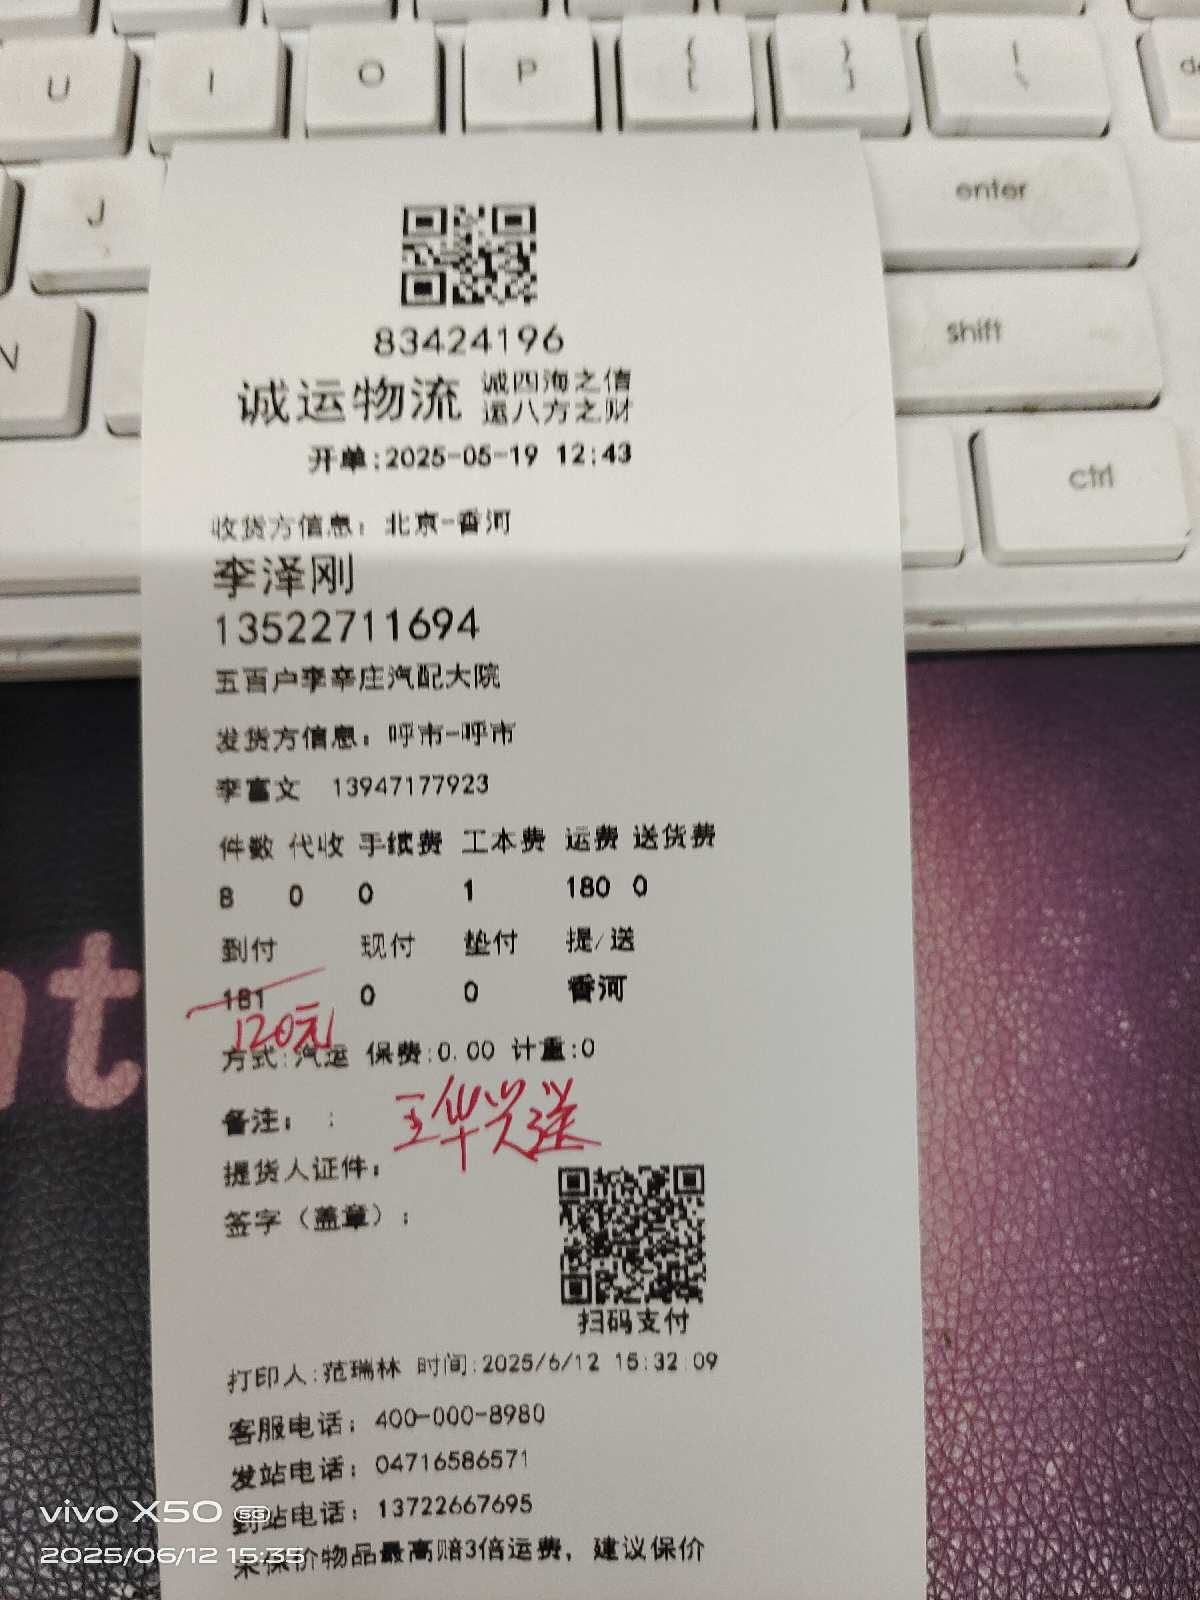 U I O P { [ } ] | \
J enter
N shift
ctrl
83424196
诚运物流 诚四海之信
运八方之财
开单:2025-05-19 12:43
收货方信息: 北京-香河
李泽刚
13522711694
五百户李辛庄汽配大院
发货方信息: 呼市-呼市
李富文 13947177923
件数 代收 手续费 工本费 运费 送货费
8 0 0 1 180 0
到付 现付 垫付 提/送
181 0 0 香河
120元
方式:汽运 保费:0.00 计重:0
备注: :
王华兴送
提货人证件:
签字(盖章):
扫码支付
打印人:范瑞林 时间:2025/6/12 15:32:09
客服电话: 400-000-8980
发站电话: 04716586571
到站电话: 13722667695
未保价物品最高赔3倍运费, 建议保价
vivo X50 5G
2025/06/12 15:35